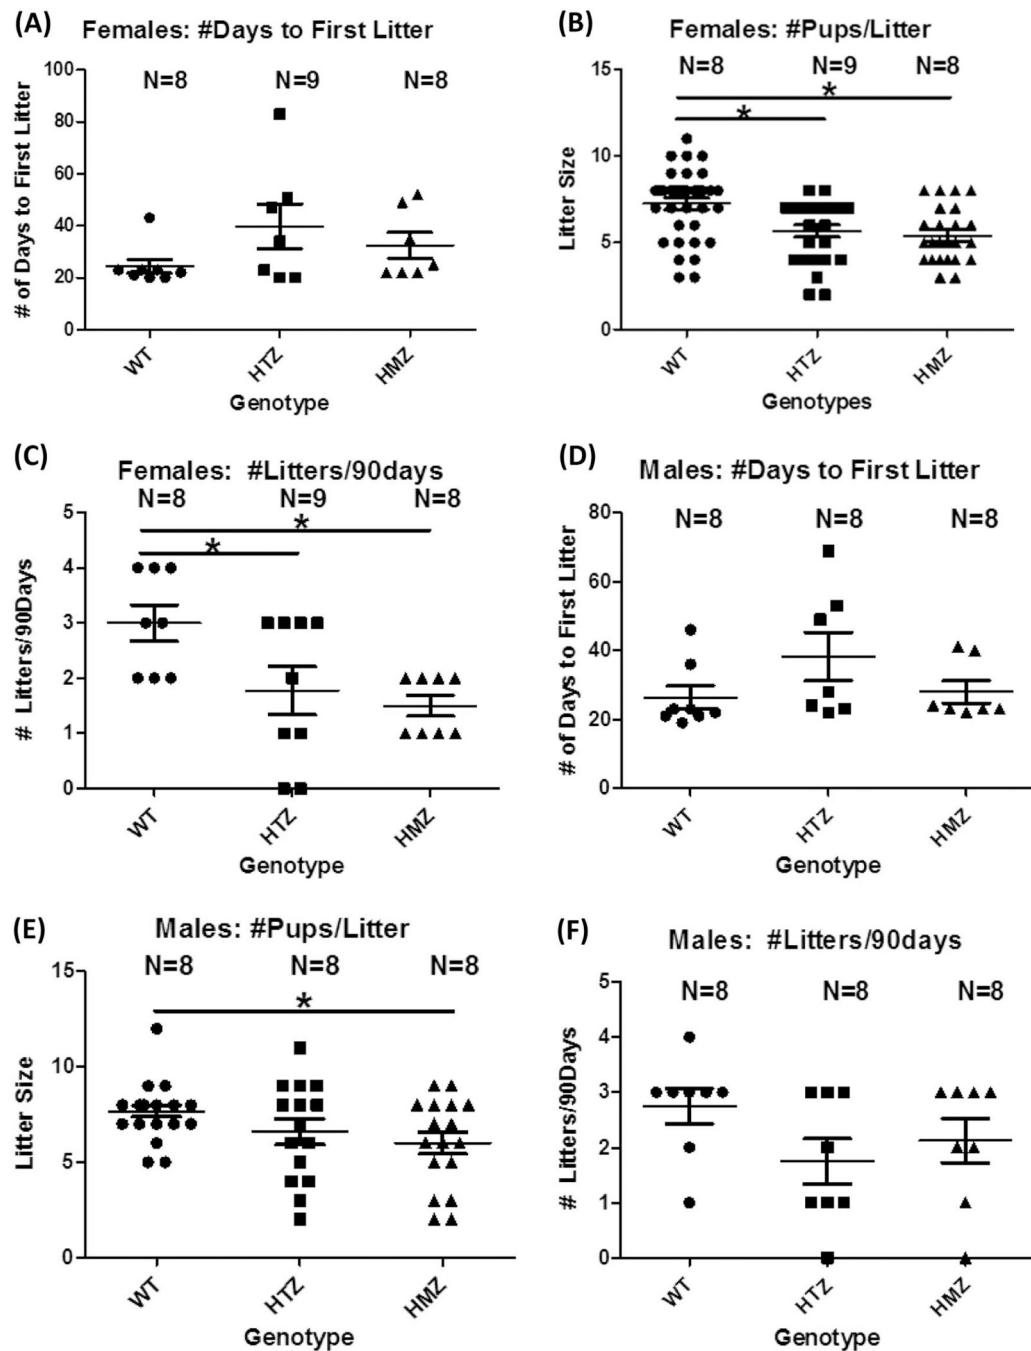 (A)
Females: #Days to First Litter
N=8 N=9 N=8
# of Days to First Litter
100
80
60
40
20
0
WT HTZ HMZ
Genotype
(B)
Females: #Pups/Litter
N=8 N=9 N=8
* *
Litter Size
15
10
5
0
WT HTZ HMZ
Genotypes
(C)
Females: #Litters/90days
N=8 N=9 N=8
* *
# Litters/90Days
5
4
3
2
1
0
WT HTZ HMZ
Genotype
(D)
Males: #Days to First Litter
N=8 N=8 N=8
# of Days to First Litter
80
60
40
20
0
WT HTZ HMZ
Genotype
(E)
Males: #Pups/Litter
N=8 N=8 N=8
*
Litter Size
15
10
5
0
WT HTZ HMZ
Genotype
(F)
Males: #Litters/90days
N=8 N=8 N=8
# Litters/90Days
5
4
3
2
1
0
WT HTZ HMZ
Genotype